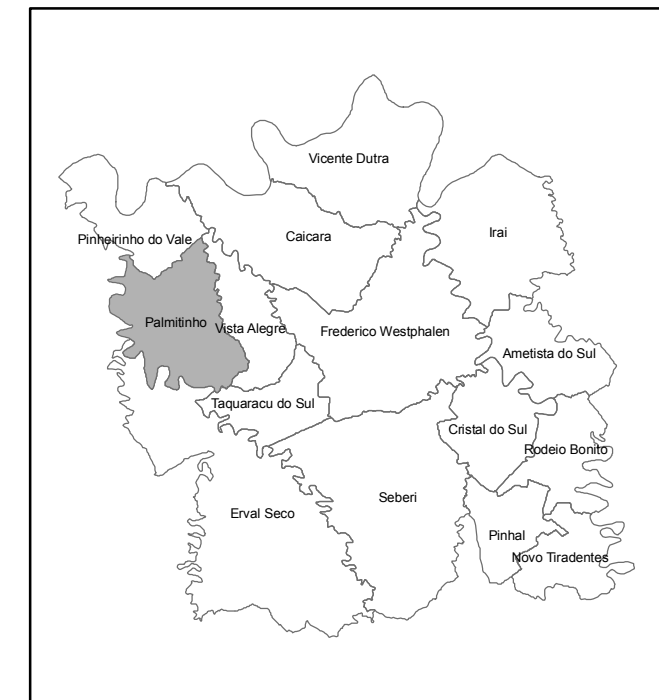 Vicente Dutra
Irai
Caicara
Pinheirinho do Vale
Palmitinho
Vista Alegre
Frederico Westphalen
Ametista do Sul
Taquaracu do Sul
Cristal do Sul
Rodeio Bonito
Seberi
Erval Seco
Pinhal
Novo Tiradentes